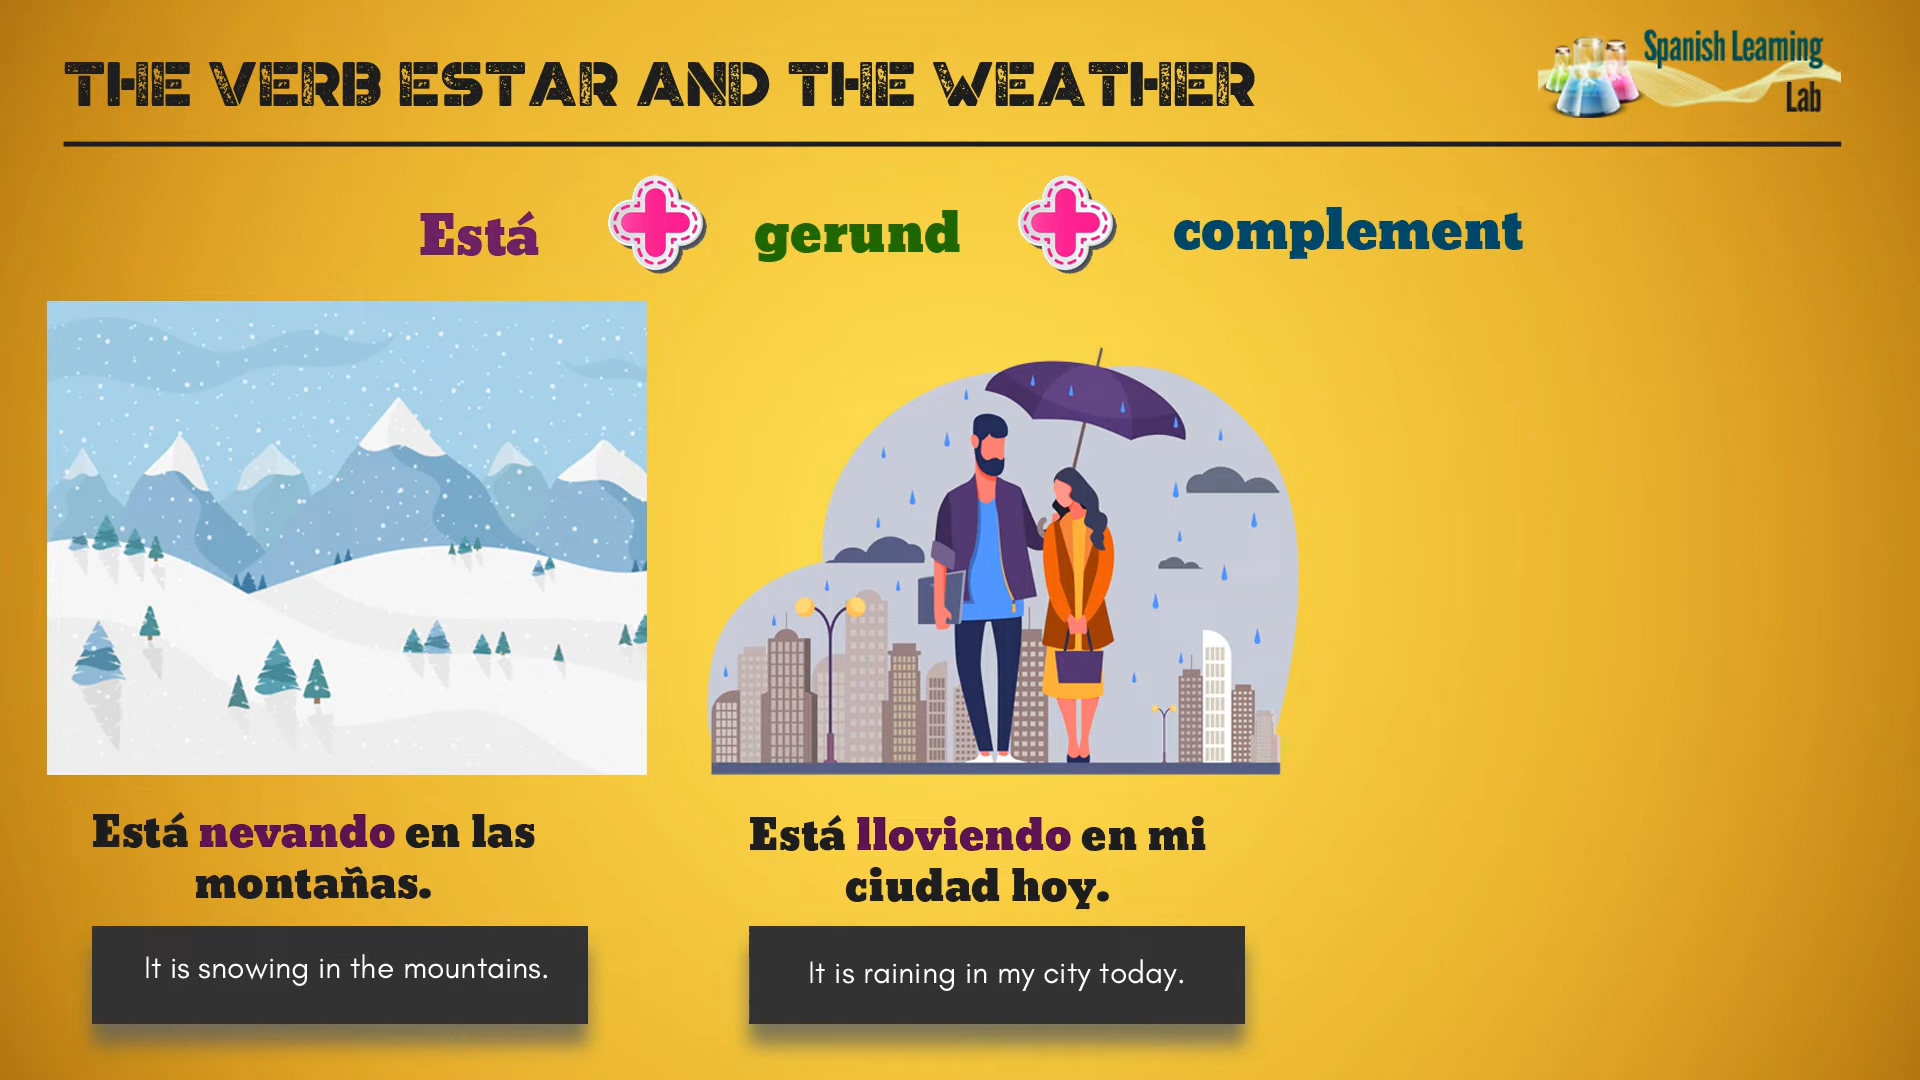 THE VERB ESTAR AND THE WEATHER
Spanish Learning
Lab
Está gerund complement
Está nevando en las
montañas.
It is snowing in the mountains.
Está lloviendo en mi
ciudad hoy.
It is raining in my city today.